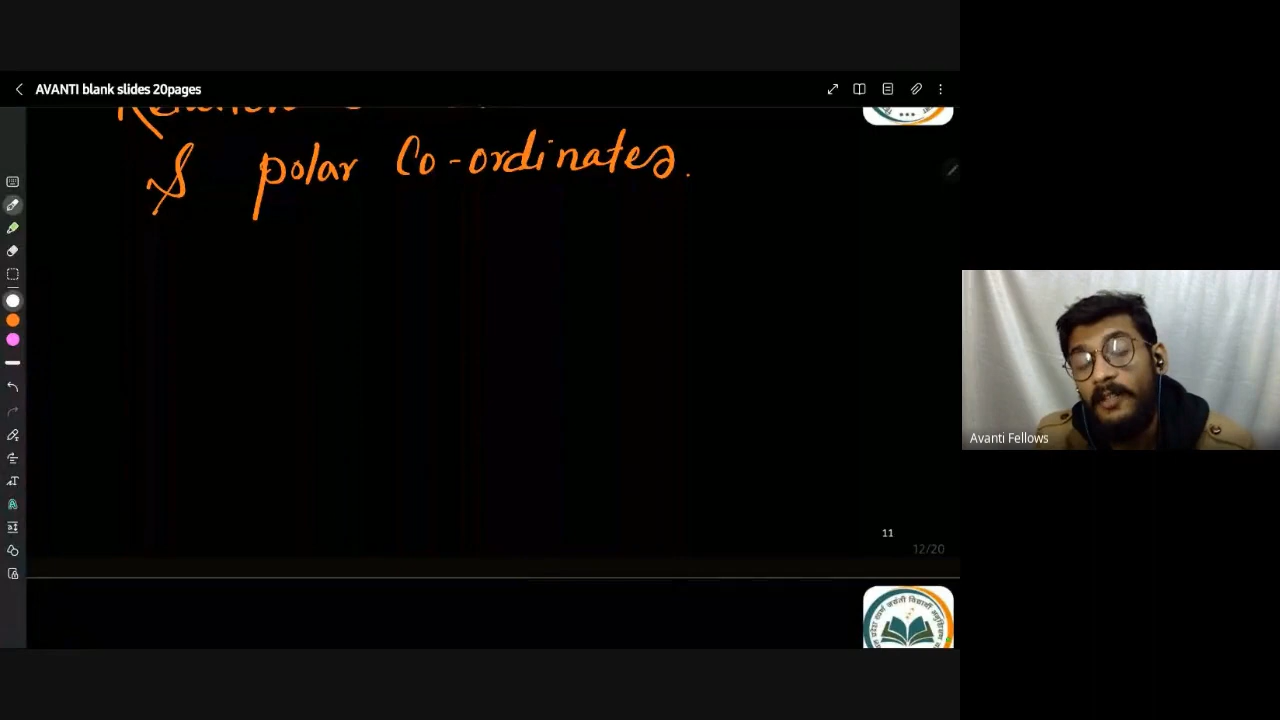 AVANTI blank slides 20pages
& polar Co-ordinates.
11
12/20
Avanti Fellows